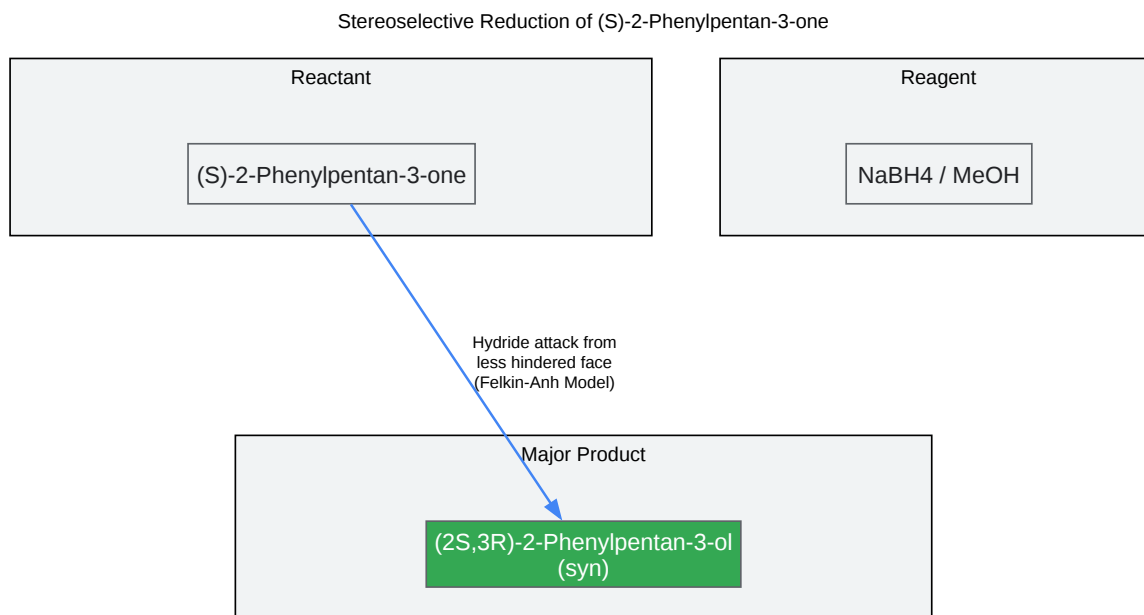 Stereoselective Reduction of (S)-2-Phenylpentan-3-one
Reactant
Reagent
(S)-2-Phenylpentan-3-one
NaBH4 / MeOH
Hydride attack from
less hindered face
(Felkin-Anh Model)
Major Product
(2S,3R)-2-Phenylpentan-3-ol
(syn)